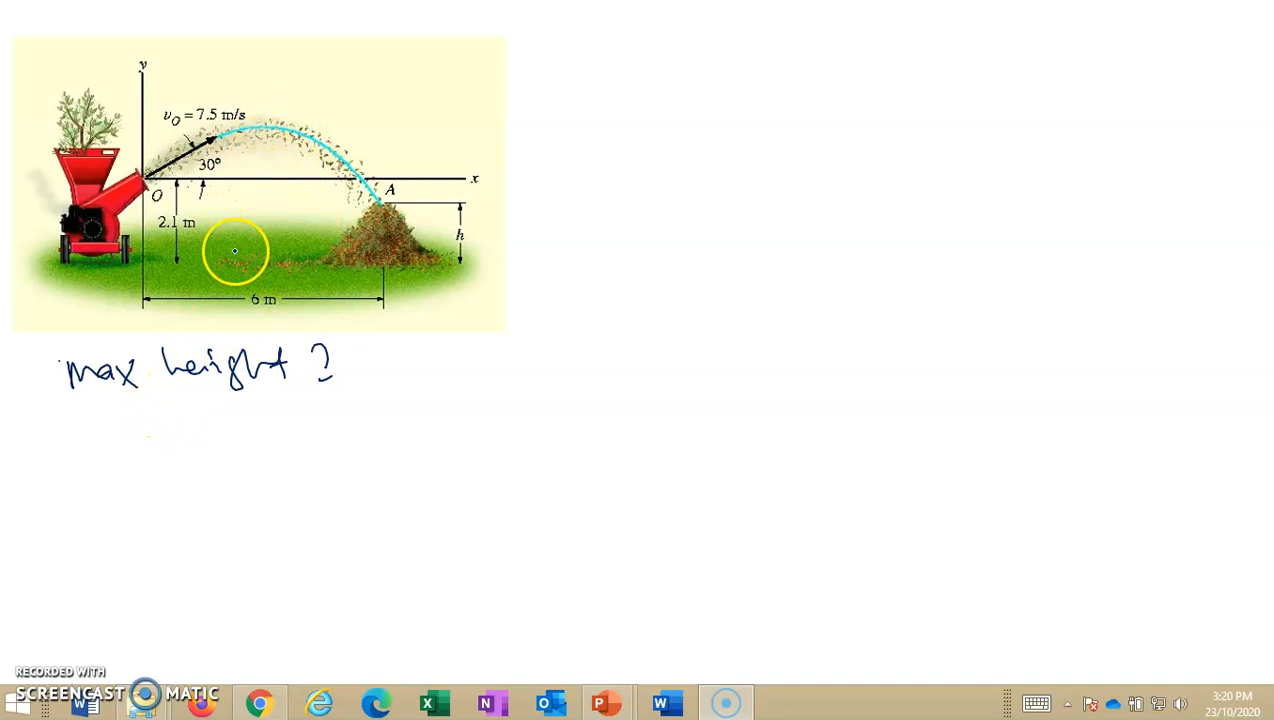 y
v_O = 7.5 m/s
30°
x
O
A
2.1 m
h
6 m
max height ?
RECORDED WITH
SCREENCAST MATIC
3:20 PM
23/10/2020